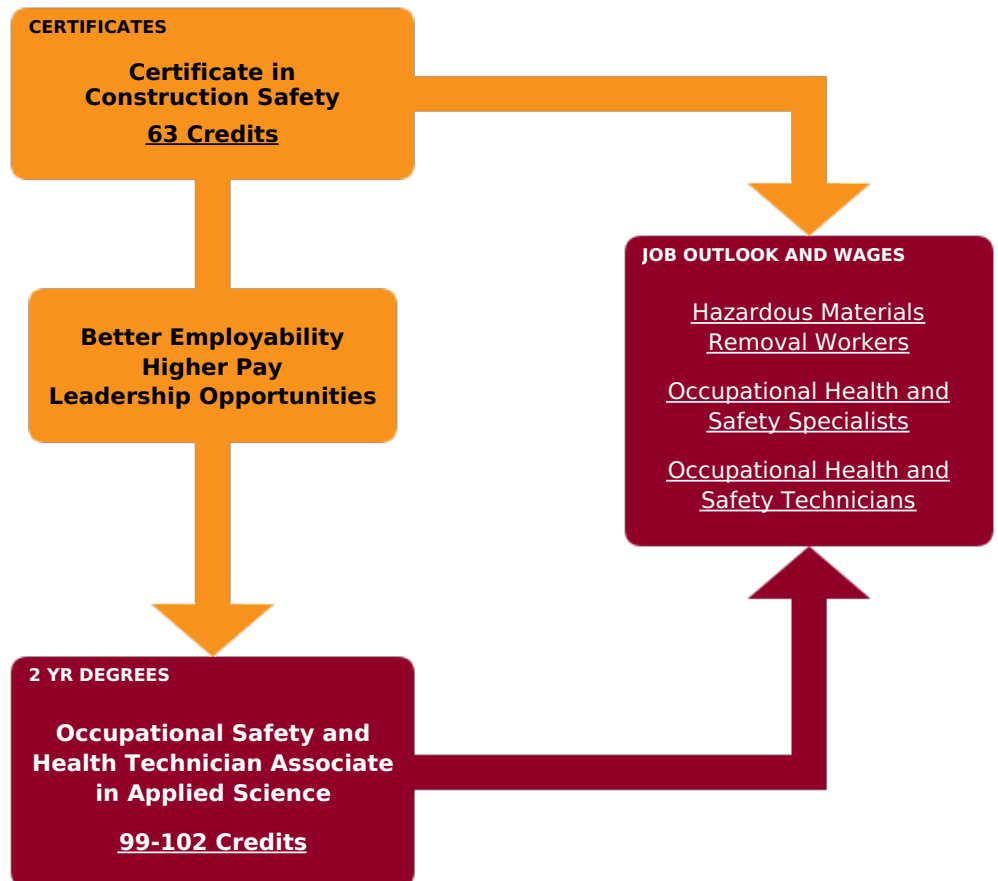 CERTIFICATES
Certificate in
Construction Safety
63 Credits
Better Employability
Higher Pay
Leadership Opportunities
2 YR DEGREES
Occupational Safety and
Health Technician Associate
in Applied Science
99-102 Credits
JOB OUTLOOK AND WAGES
Hazardous Materials
Removal Workers
Occupational Health and
Safety Specialists
Occupational Health and
Safety Technicians